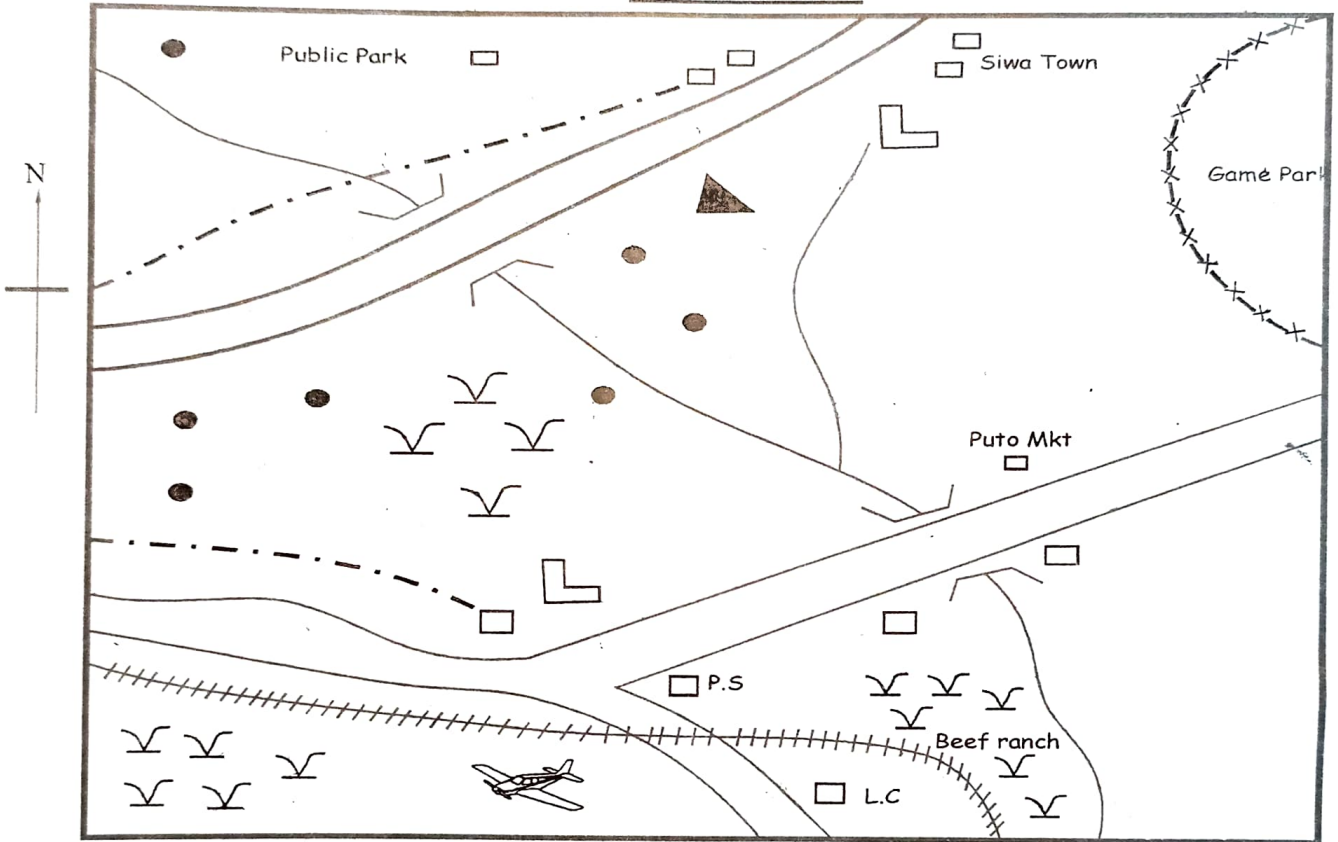 Public Park
Siwa Town
N
Game Park
Puto Mkt
P.S
Beef ranch
L.C